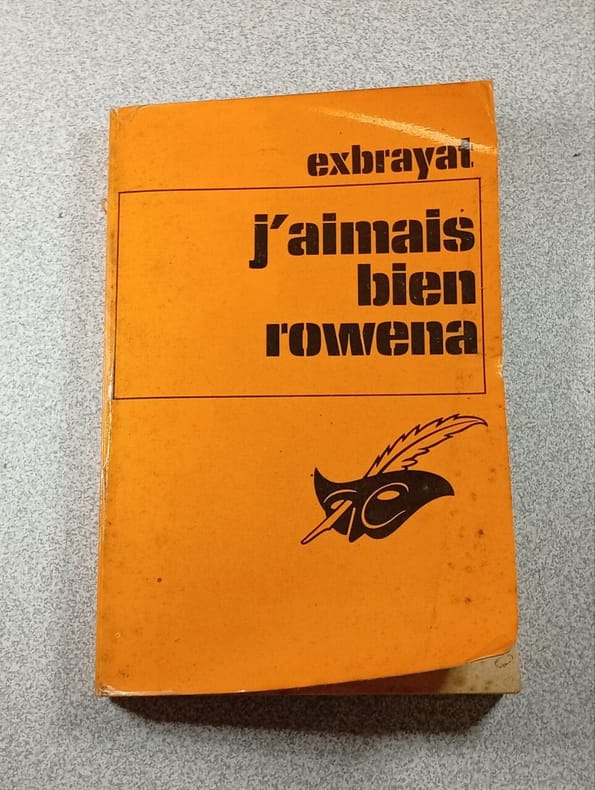 exbrayat
j'aimais
bien
rowena